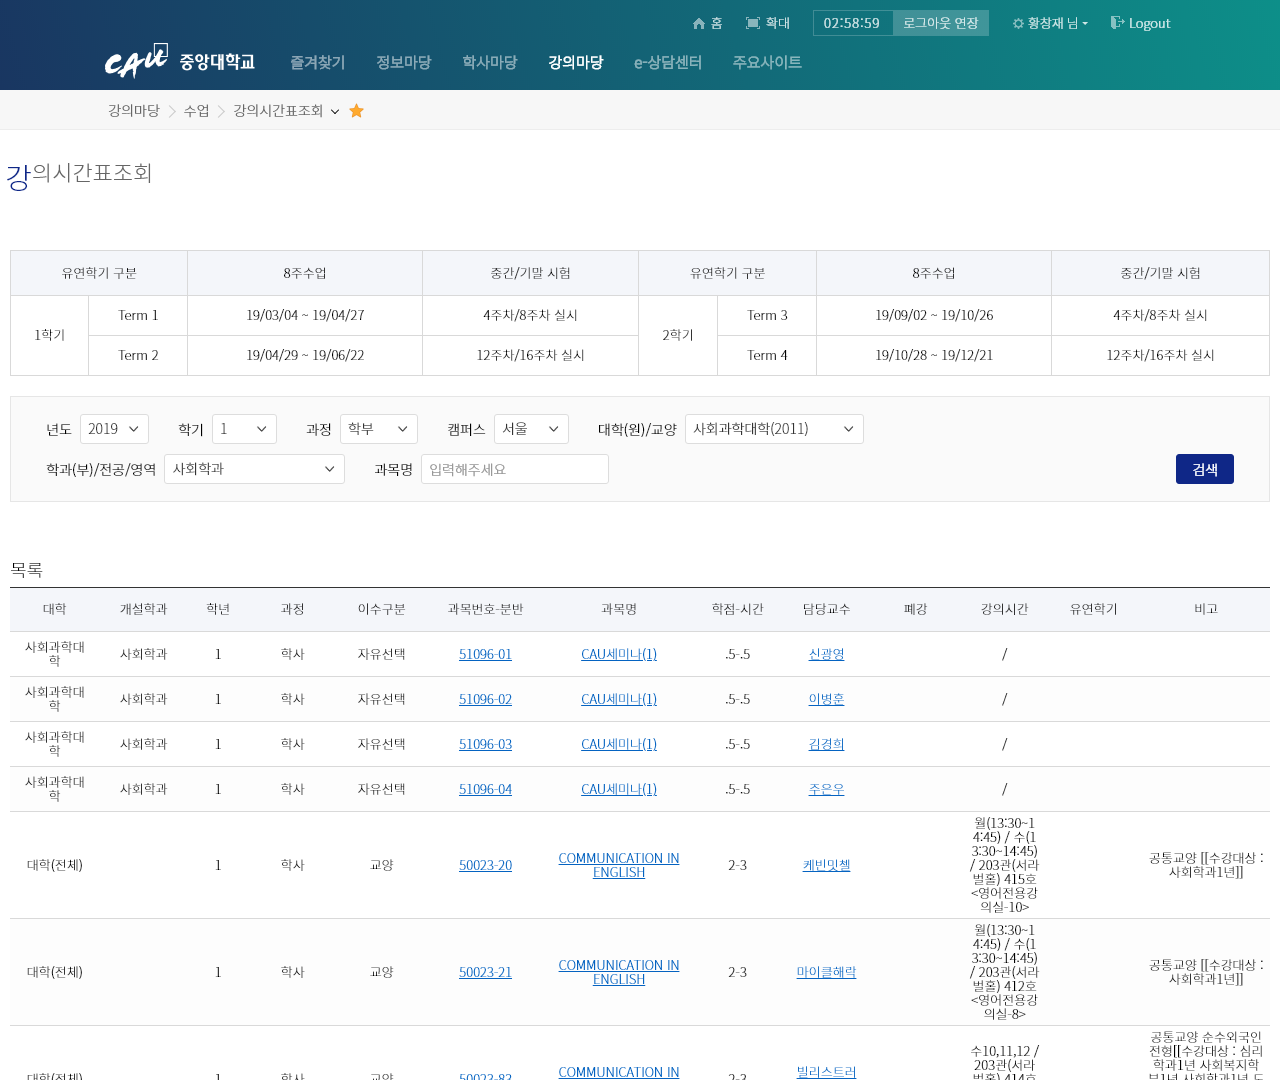 홈 확대 02:58:59 로그아웃 연장 황창재 님 Logout
CAU 중앙대학교 즐겨찾기 정보마당 학사마당 강의마당 e-상담센터 주요사이트
강의마당 수업 강의시간표조회
강의시간표조회
유연학기 구분 8주수업 중간/기말 시험 유연학기 구분 8주수업 중간/기말 시험
1학기 Term 1 19/03/04 ~ 19/04/27 4주차/8주차 실시 2학기 Term 3 19/09/02 ~ 19/10/26 4주차/8주차 실시
Term 2 19/04/29 ~ 19/06/22 12주차/16주차 실시 Term 4 19/10/28 ~ 19/12/21 12주차/16주차 실시
년도 2019 학기 1 과정 학부 캠퍼스 서울 대학(원)/교양 사회과학대학(2011)
학과(부)/전공/영역 사회학과 과목명 입력해주세요 검색
목록
대학 개설학과 학년 과정 이수구분 과목번호-분반 과목명 학점-시간 담당교수 폐강 강의시간 유연학기 비고
사회과학대
학 사회학과 1 학사 자유선택 51096-01 CAU세미나(1) .5-.5 신광영 /
사회과학대
학 사회학과 1 학사 자유선택 51096-02 CAU세미나(1) .5-.5 이병훈 /
사회과학대
학 사회학과 1 학사 자유선택 51096-03 CAU세미나(1) .5-.5 김경희 /
사회과학대
학 사회학과 1 학사 자유선택 51096-04 CAU세미나(1) .5-.5 주은우 /
대학(전체) 1 학사 교양 50023-20
COMMUNICATION IN
ENGLISH
2-3 케빈밋첼
월(13:30~1
4:45) / 수(1
3:30~14:45)
/ 203관(서라
벌홀) 415호
<영어전용강
의실-10>
공통교양 [[수강대상 :
사회학과1년]]
대학(전체) 1 학사 교양 50023-21
COMMUNICATION IN
ENGLISH
2-3 마이클해락
월(13:30~1
4:45) / 수(1
3:30~14:45)
/ 203관(서라
벌홀) 412호
<영어전용강
의실-8>
공통교양 [[수강대상 :
사회학과1년]]
대학(전체) 1 학사 교양 50023-83
COMMUNICATION IN
2-3 빌리스트러
수10,11,12 /
203관(서라
벌홀) 414호
공통교양 순수외국인
전형[[수강대상 : 심리
학과1년 사회복지학
부1년 사회학과1년 도